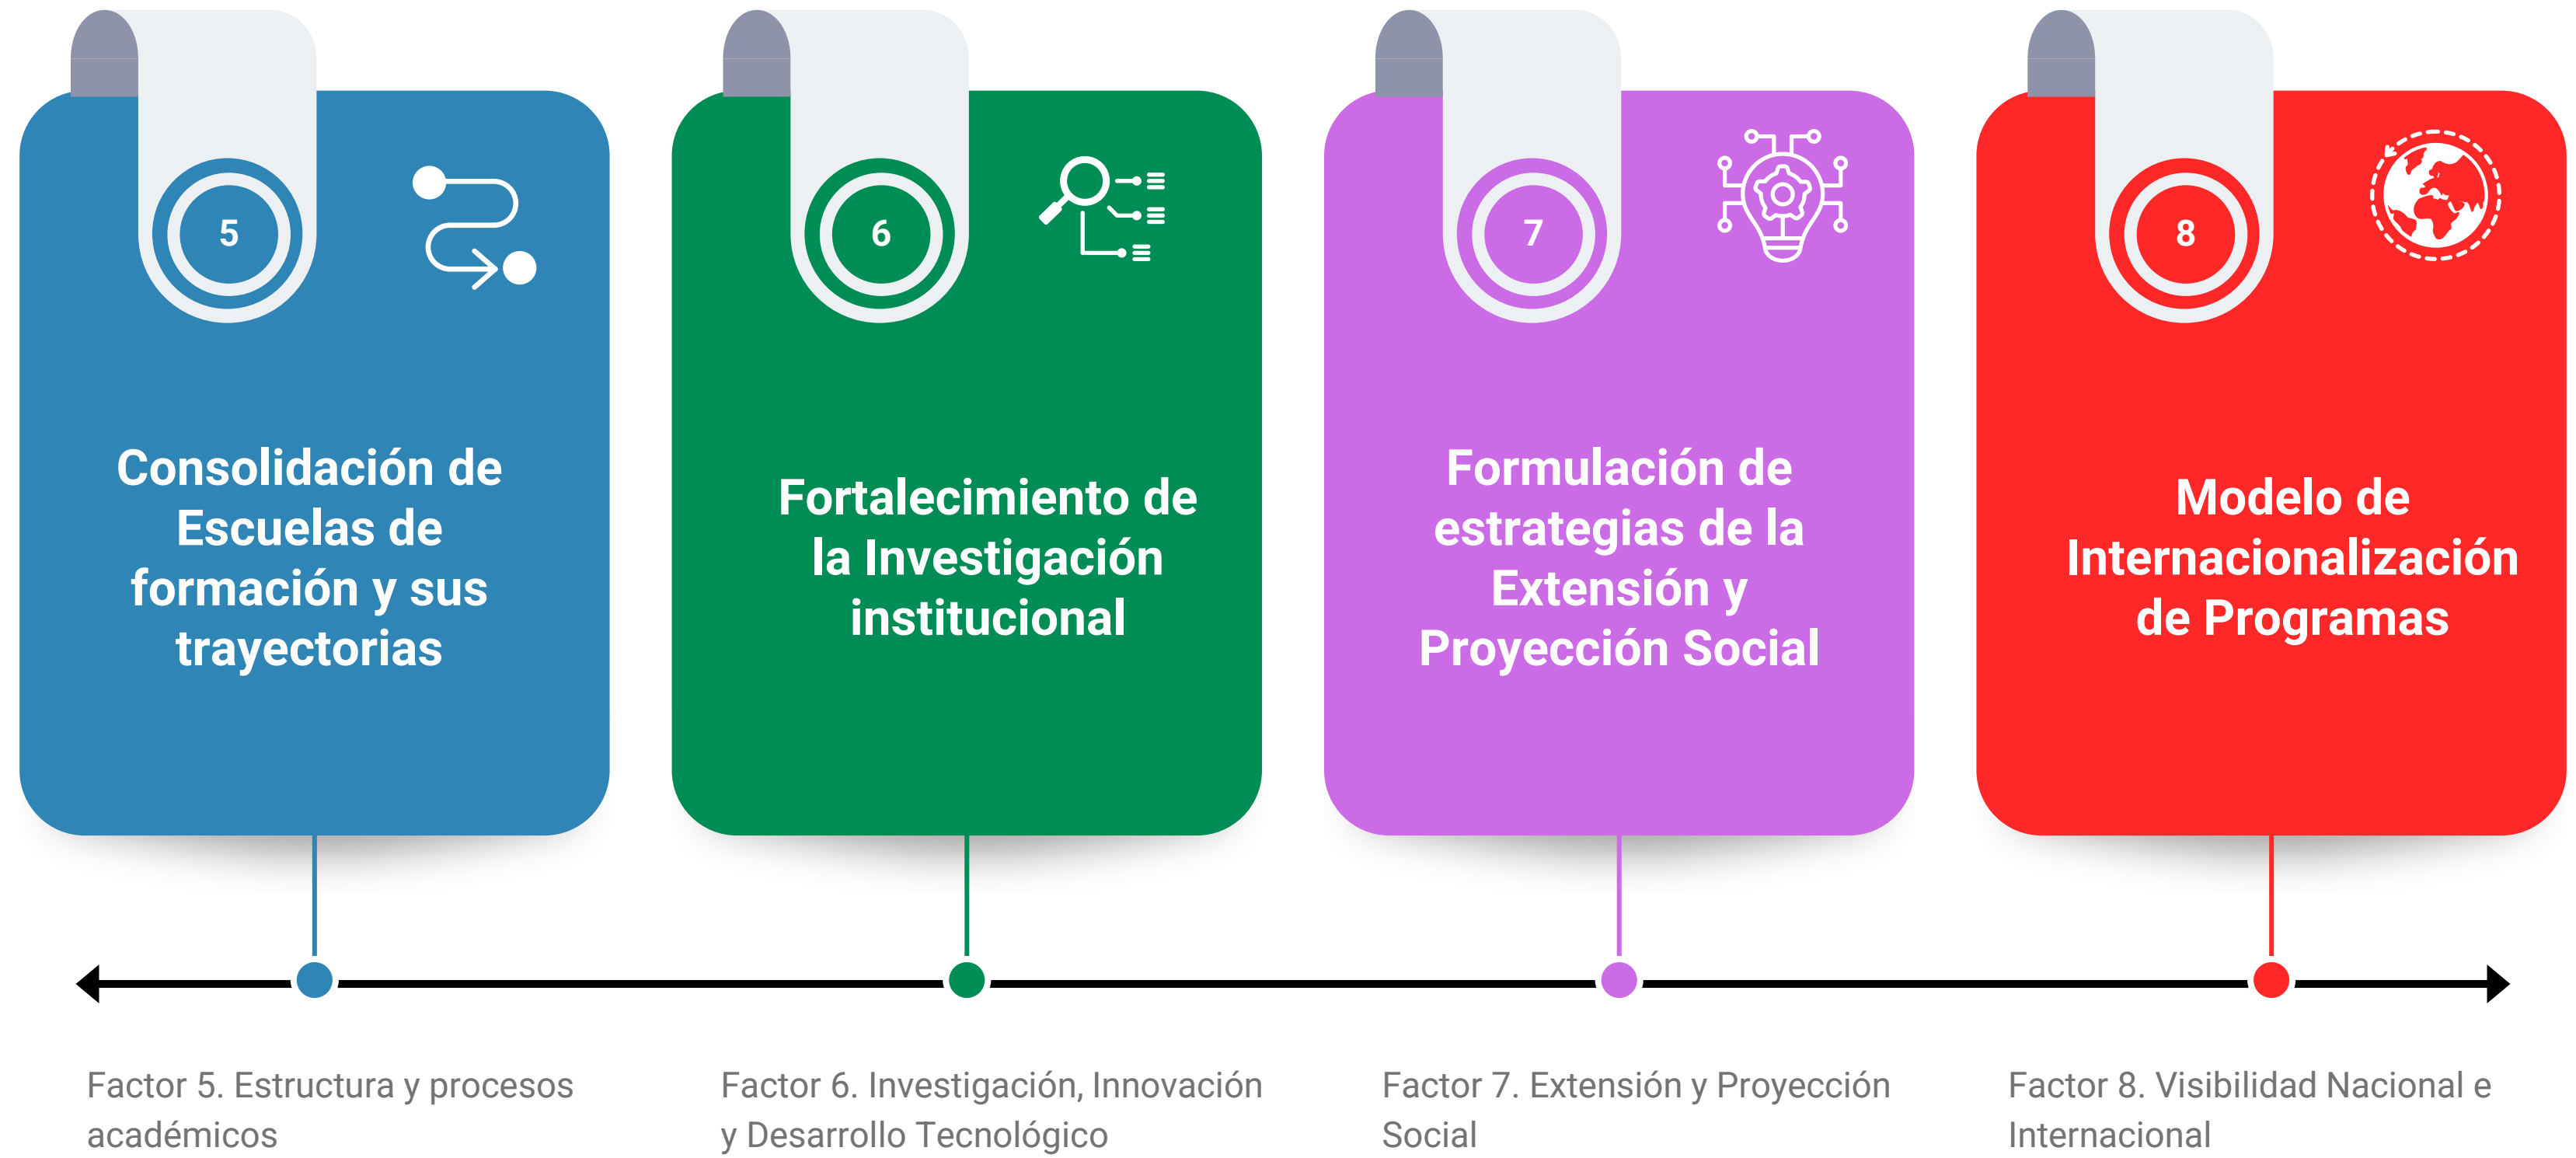 5
Consolidación de
Escuelas de
formación y sus
trayectorias
6
Fortalecimiento de
la Investigación
institucional
7
Formulación de
estrategias de la
Extensión y
Proyección Social
8
Modelo de
Internacionalización
de Programas
Factor 5. Estructura y procesos
académicos
Factor 6. Investigación, Innovación
y Desarrollo Tecnológico
Factor 7. Extensión y Proyección
Social
Factor 8. Visibilidad Nacional e
Internacional